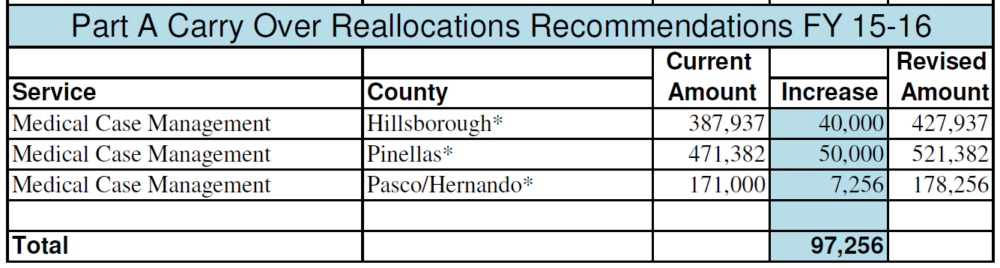 Part A Carry Over Reallocations Recommendations FY 15-16
Current Revised
Service County Amount Increase Amount
Medical Case Management Hillsborough* 387,937 40,000 427,937
Medical Case Management Pinellas* 471,382 50,000 521,382
Medical Case Management Pasco/Hernando* 171,000 7,256 178,256
Total 97,256